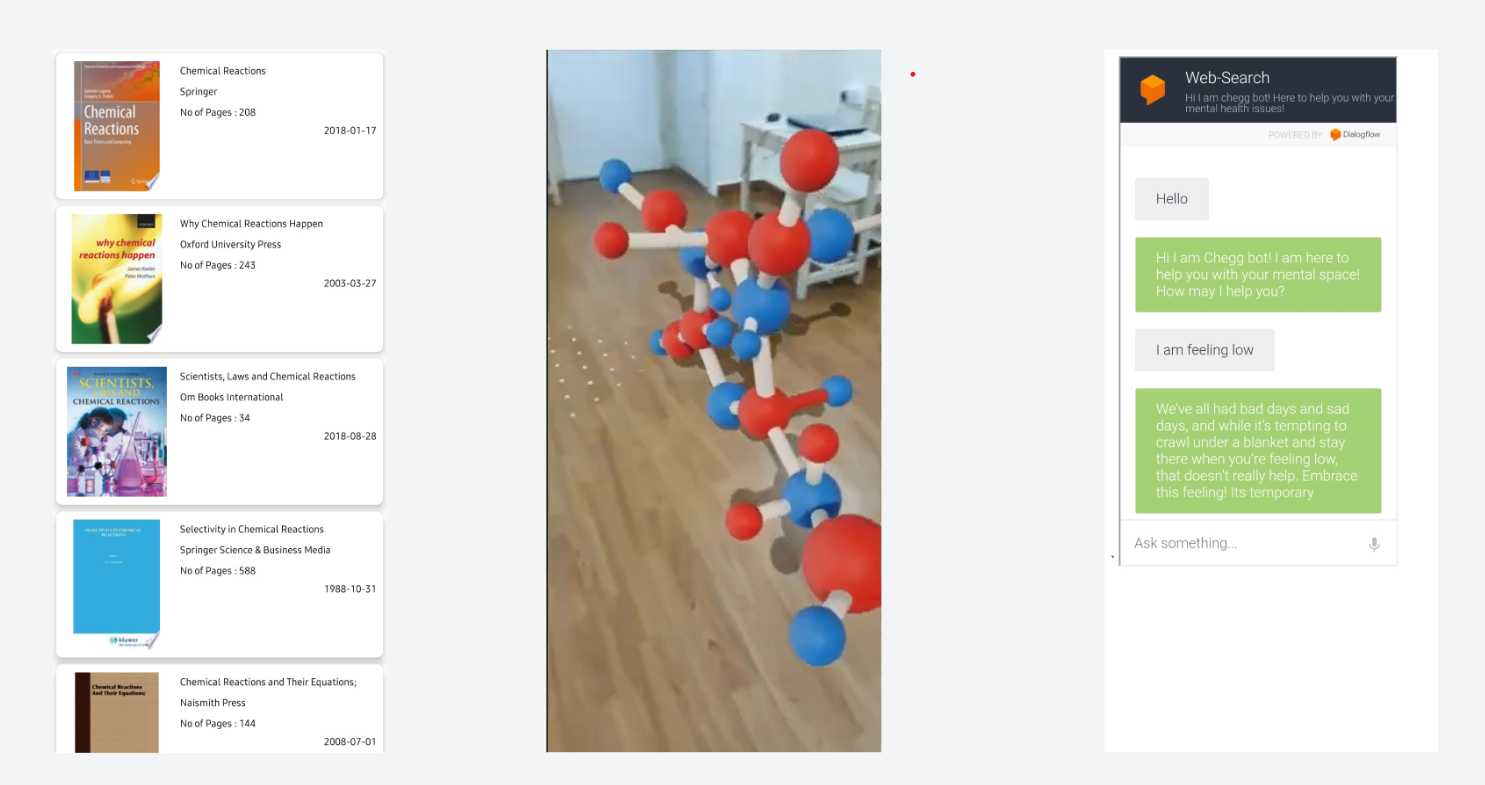 Chemical
Reactions
Chemical Reactions
Springer
No of Pages : 208
2018-01-17
why chemical
reactions happen
James Keeler
Peter Wothers
Why Chemical Reactions Happen
Oxford University Press
No of Pages : 243
2003-03-27
SCIENTISTS,
LAWS AND
CHEMICAL REACTIONS
Scientists, Laws and Chemical Reactions
Om Books International
No of Pages : 34
2018-08-28
SELECTIVITY IN CHEMICAL
REACTIONS
Selectivity in Chemical Reactions
Springer Science & Business Media
No of Pages : 588
1988-10-31
Chemical Reactions
And Their Equations;
Chemical Reactions and Their Equations;
Naismith Press
No of Pages : 144
2008-07-01
Web-Search
Hi I am chegg bot! Here to help you with your
mental health issues!
POWERED BY Dialogflow
Hello
Hi I am Chegg bot! I am here to
help you with your mental space!
How may I help you?
I am feeling low
We've all had bad days and sad
days, and while it's tempting to
crawl under a blanket and stay
there when you're feeling low,
that doesn't really help. Embrace
this feeling! Its temporary
Ask something...